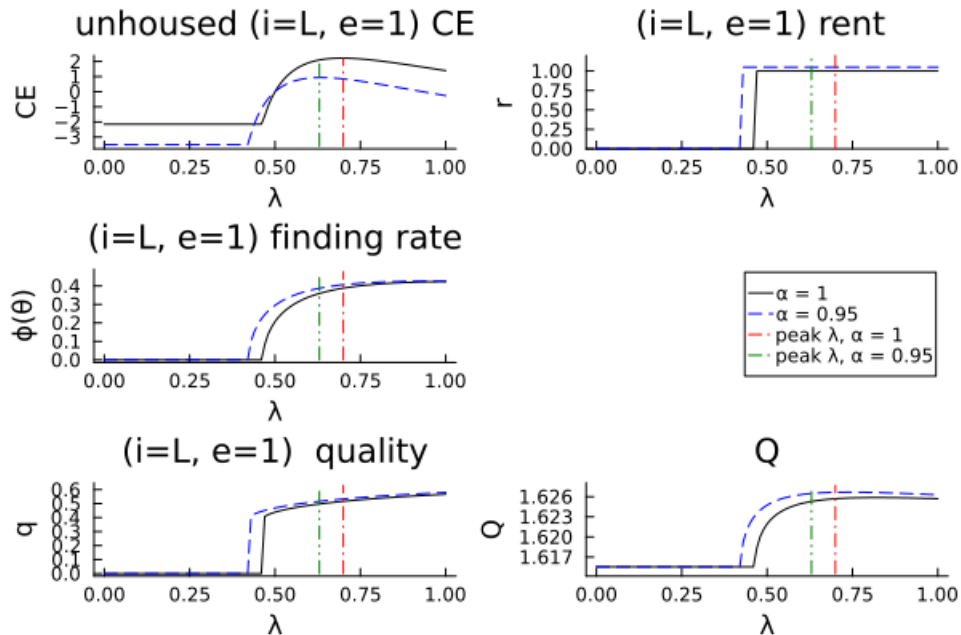 unhoused (i=L, e=1) CE
CE
2
1
0
−1
−2
−3
0.00 0.25 0.50 0.75 1.00
λ
(i=L, e=1) rent
r
1.00
0.75
0.50
0.25
0.00
0.00 0.25 0.50 0.75 1.00
λ
(i=L, e=1) finding rate
ϕ(θ)
0.4
0.3
0.2
0.1
0.0
0.00 0.25 0.50 0.75 1.00
λ
α = 1
α = 0.95
peak λ, α = 1
peak λ, α = 0.95
(i=L, e=1) quality
q
0.6
0.5
0.4
0.3
0.2
0.1
0.0
0.00 0.25 0.50 0.75 1.00
λ
Q
Q
1.626
1.623
1.620
1.617
0.00 0.25 0.50 0.75 1.00
λ